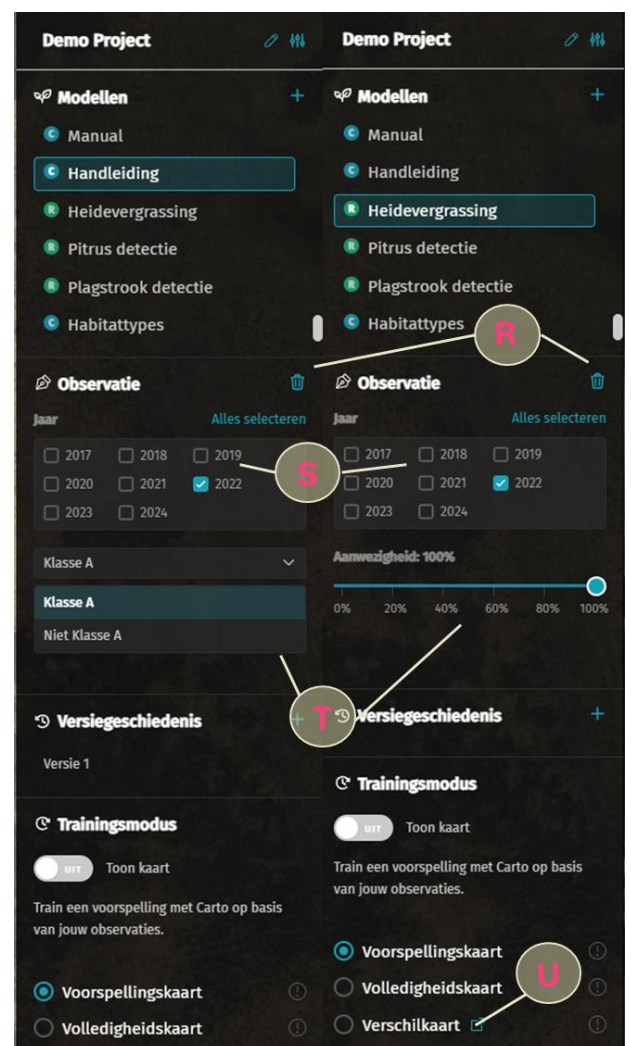 Demo Project
Modellen
C Manual
C Handleiding
R Heidevergrassing
R Pitrus detectie
R Plagstrook detectie
C Habitattypes
Observatie
Jaar Alles selecteren
2017 2018 2019
2020 2021 2022
2023 2024
Klasse A
Klasse A
Niet Klasse A
Versiegeschiedenis
Versie 1
Trainingsmodus
UIT Toon kaart
Train een voorspelling met Carto op basis
van jouw observaties.
Voorspellingskaart
Volledigheidskaart
Demo Project
Modellen
C Manual
C Handleiding
R Heidevergrassing
R Pitrus detectie
R Plagstrook detectie
C Habitattypes
R
Observatie
Jaar Alles selecteren
2017 2018 2019
S
2020 2021 2022
2023 2024
Aanwezigheid: 100%
0% 20% 40% 60% 80% 100%
T
Versiegeschiedenis
Trainingsmodus
UIT Toon kaart
Train een voorspelling met Carto op basis
van jouw observaties.
Voorspellingskaart
U
Volledigheidskaart
Verschilkaart